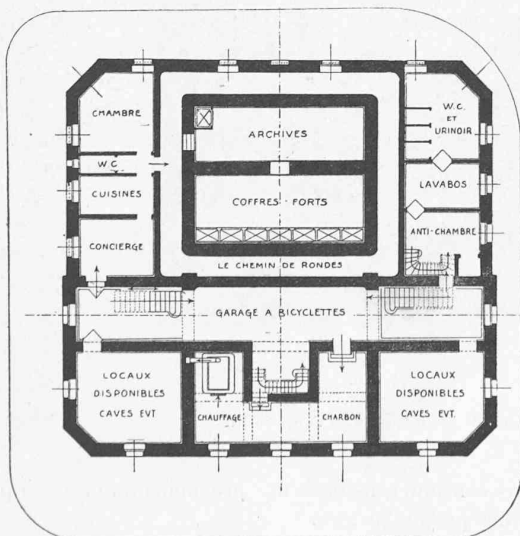 CHAMBRE
ARCHIVES
W.C.
ET
URINOIR
W.C.
CUISINES
COFFRES-FORTS
LAVABOS
CONCIERGE
ANTI-CHAMBRE
LE CHEMIN DE RONDES
GARAGE A BICYCLETTES
LOCAUX
DISPONIBLES
CAVES EVT
CHAUFFAGE
CHARBON
LOCAUX
DISPONIBLES
CAVES EVT.